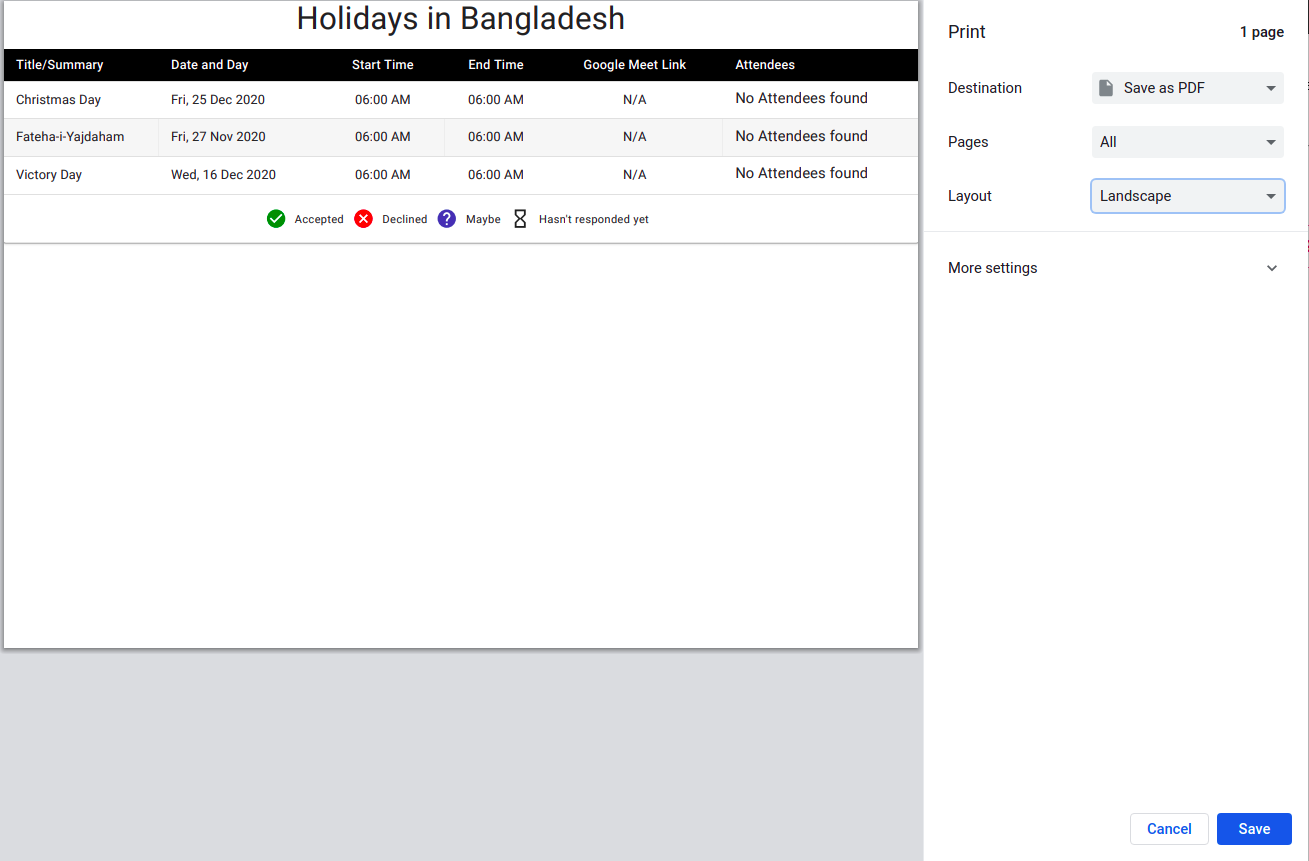 Holidays in Bangladesh
Title/Summary Date and Day Start Time End Time Google Meet Link Attendees
Christmas Day Fri, 25 Dec 2020 06:00 AM 06:00 AM N/A No Attendees found
Fateha-i-Yajdaham Fri, 27 Nov 2020 06:00 AM 06:00 AM N/A No Attendees found
Victory Day Wed, 16 Dec 2020 06:00 AM 06:00 AM N/A No Attendees found
Accepted Declined ? Maybe Hasn't responded yet
Print 1 page
Destination Save as PDF
Pages All
Layout Landscape
More settings
Cancel Save